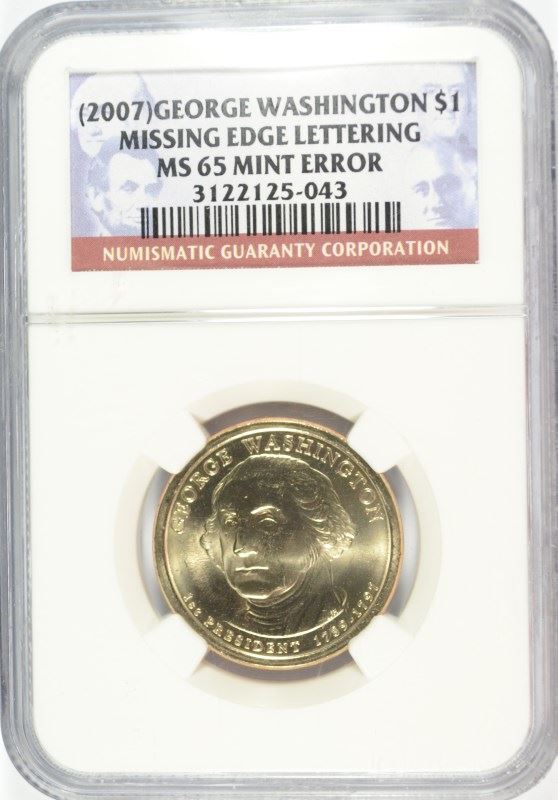 (2007)GEORGE WASHINGTON $1
MISSING EDGE LETTERING
MS 65 MINT ERROR
3122125-043
NUMISMATIC GUARANTY CORPORATION
GEORGE WASHINGTON
1st PRESIDENT 1789-1797